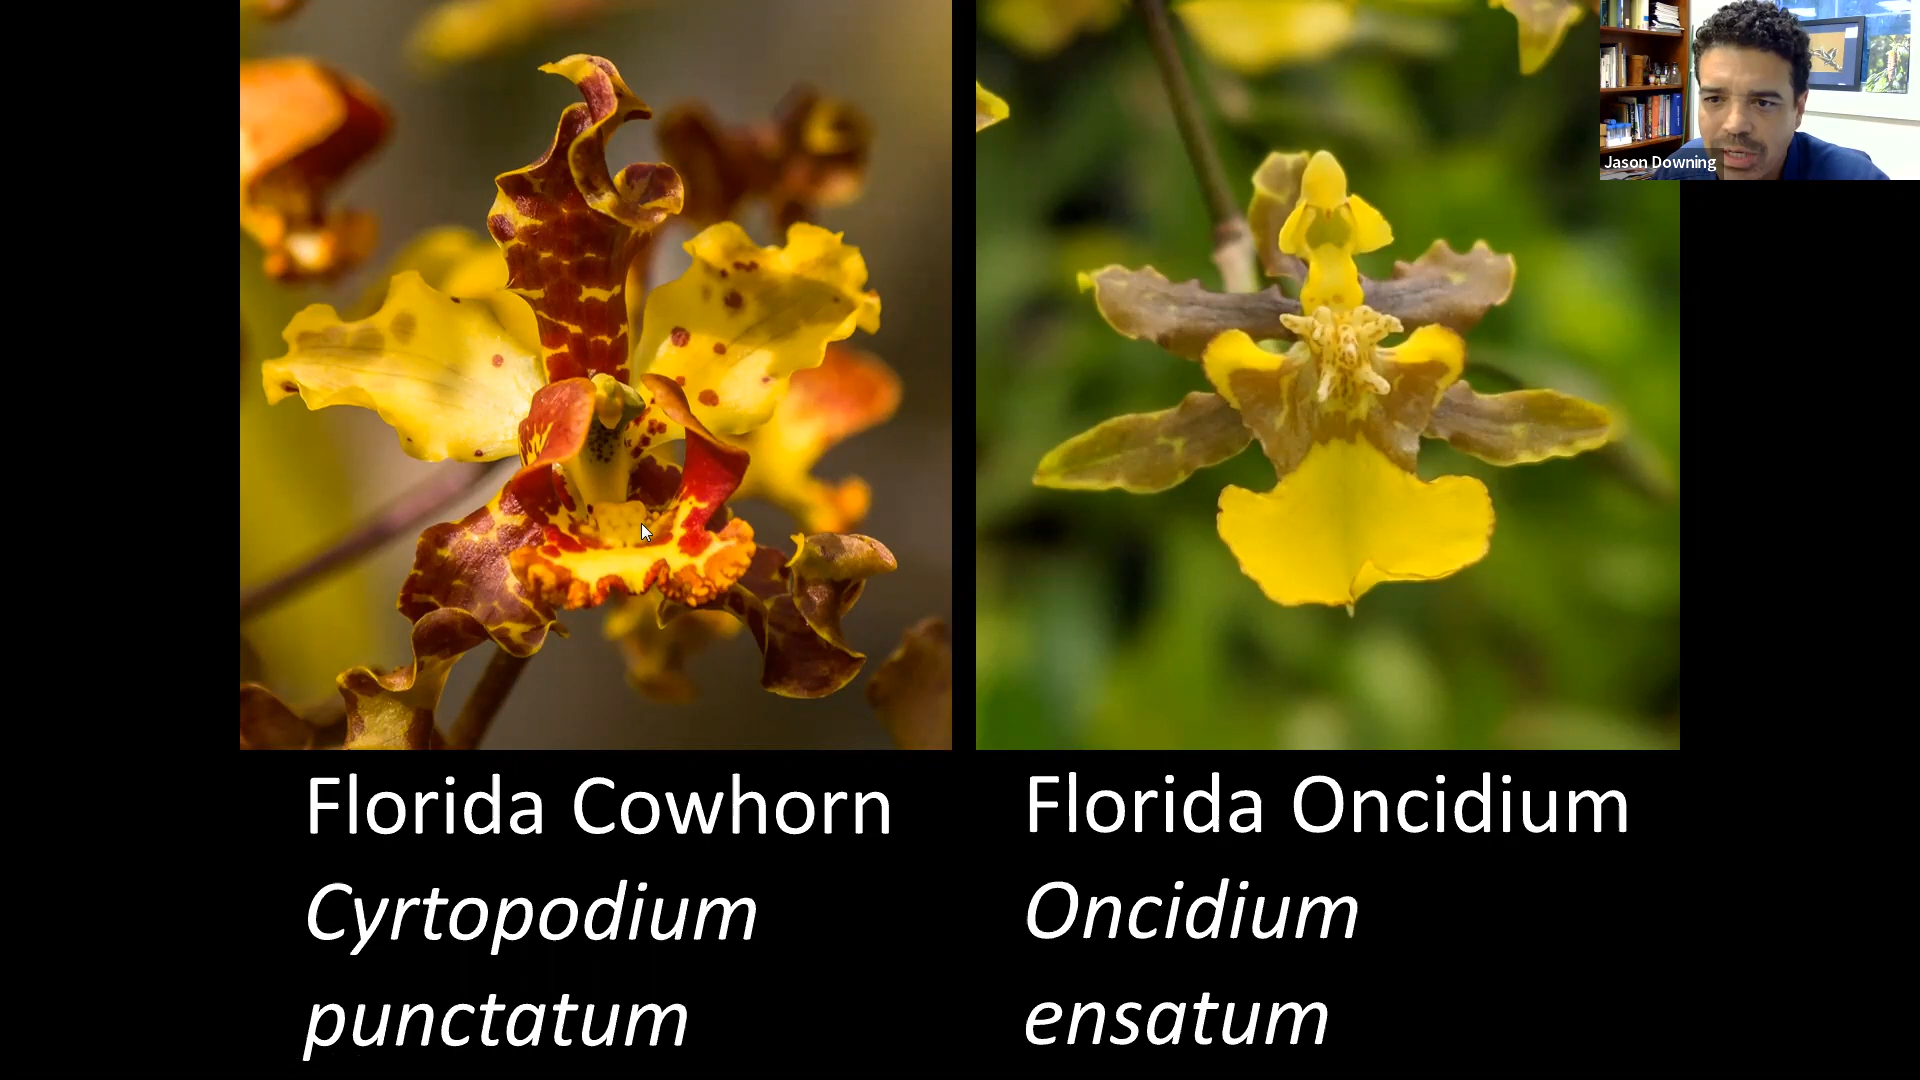 Jason Downing
Florida Cowhorn
Cyrtopodium
punctatum
Florida Oncidium
Oncidium
ensatum